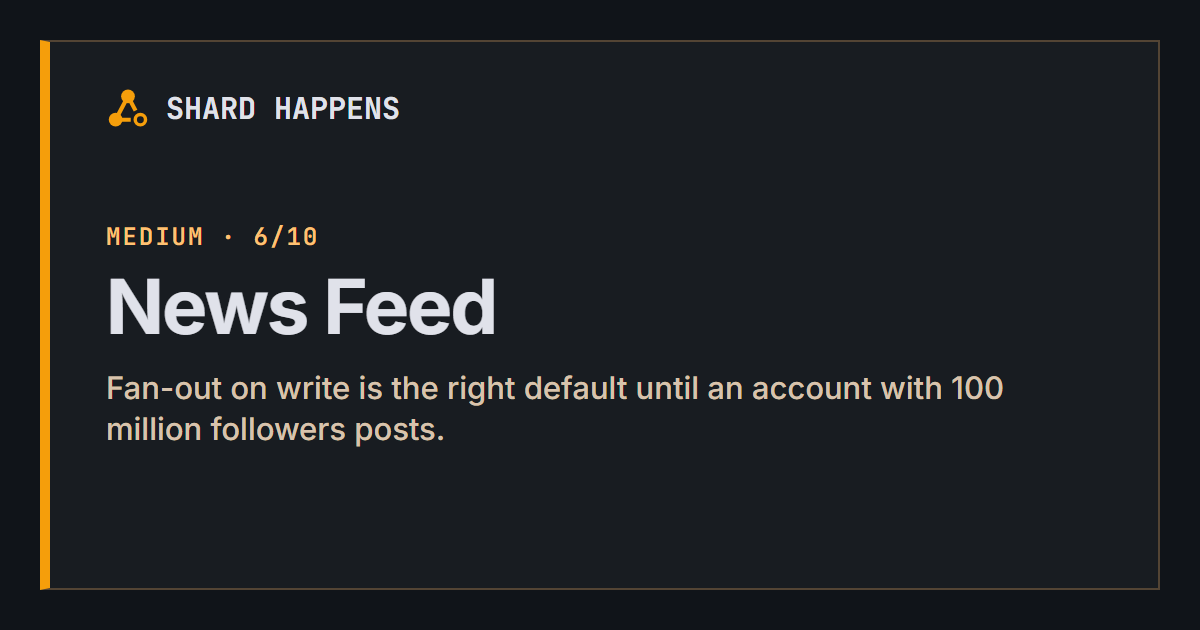 SHARD HAPPENS
MEDIUM · 6/10
News Feed
Fan-out on write is the right default until an account with 100
million followers posts.